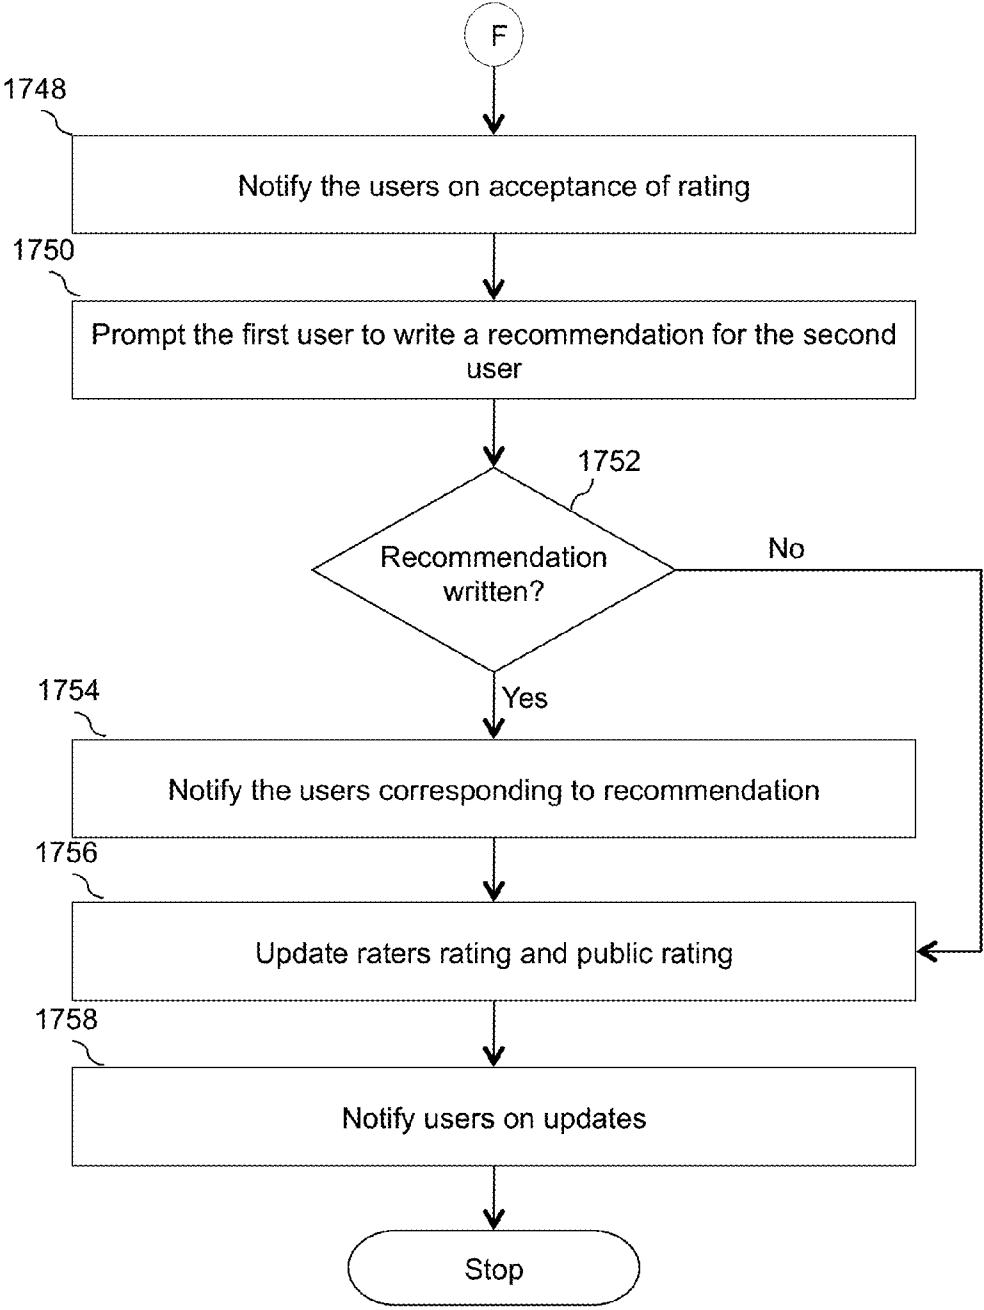 F
1748
Notify the users on acceptance of rating
1750
Prompt the first user to write a recommendation for the second
user
1752
Recommendation
written?
No
Yes
1754
Notify the users corresponding to recommendation
1756
Update raters rating and public rating
1758
Notify users on updates
Stop